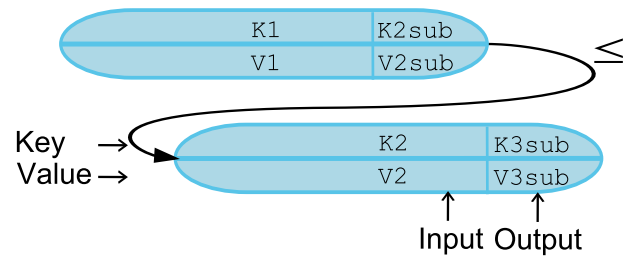 K1 K2sub
V1 V2sub
≤
Key → K2 K3sub
Value → V2 V3sub
↑ ↑
Input Output